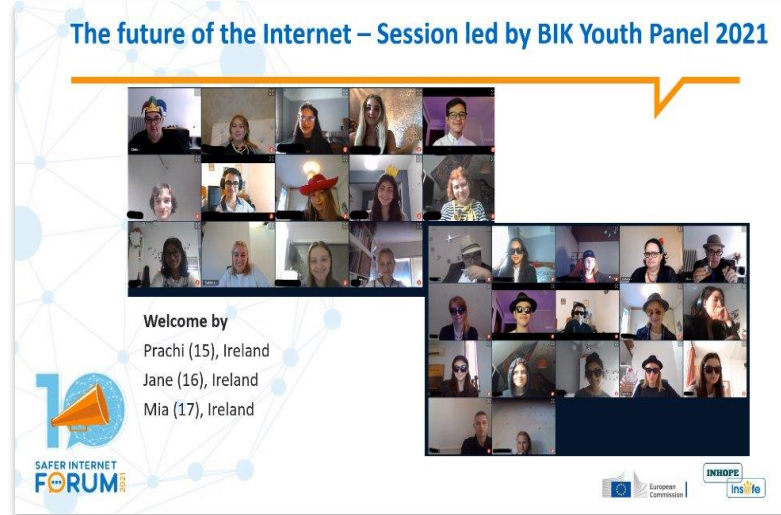 The future of the Internet – Session led by BIK Youth Panel 2021
Welcome by
Prachi (15), Ireland
Jane (16), Ireland
Mia (17), Ireland
10
SAFER INTERNET
FORUM 2021
European
Commission
INHOPE
insafe